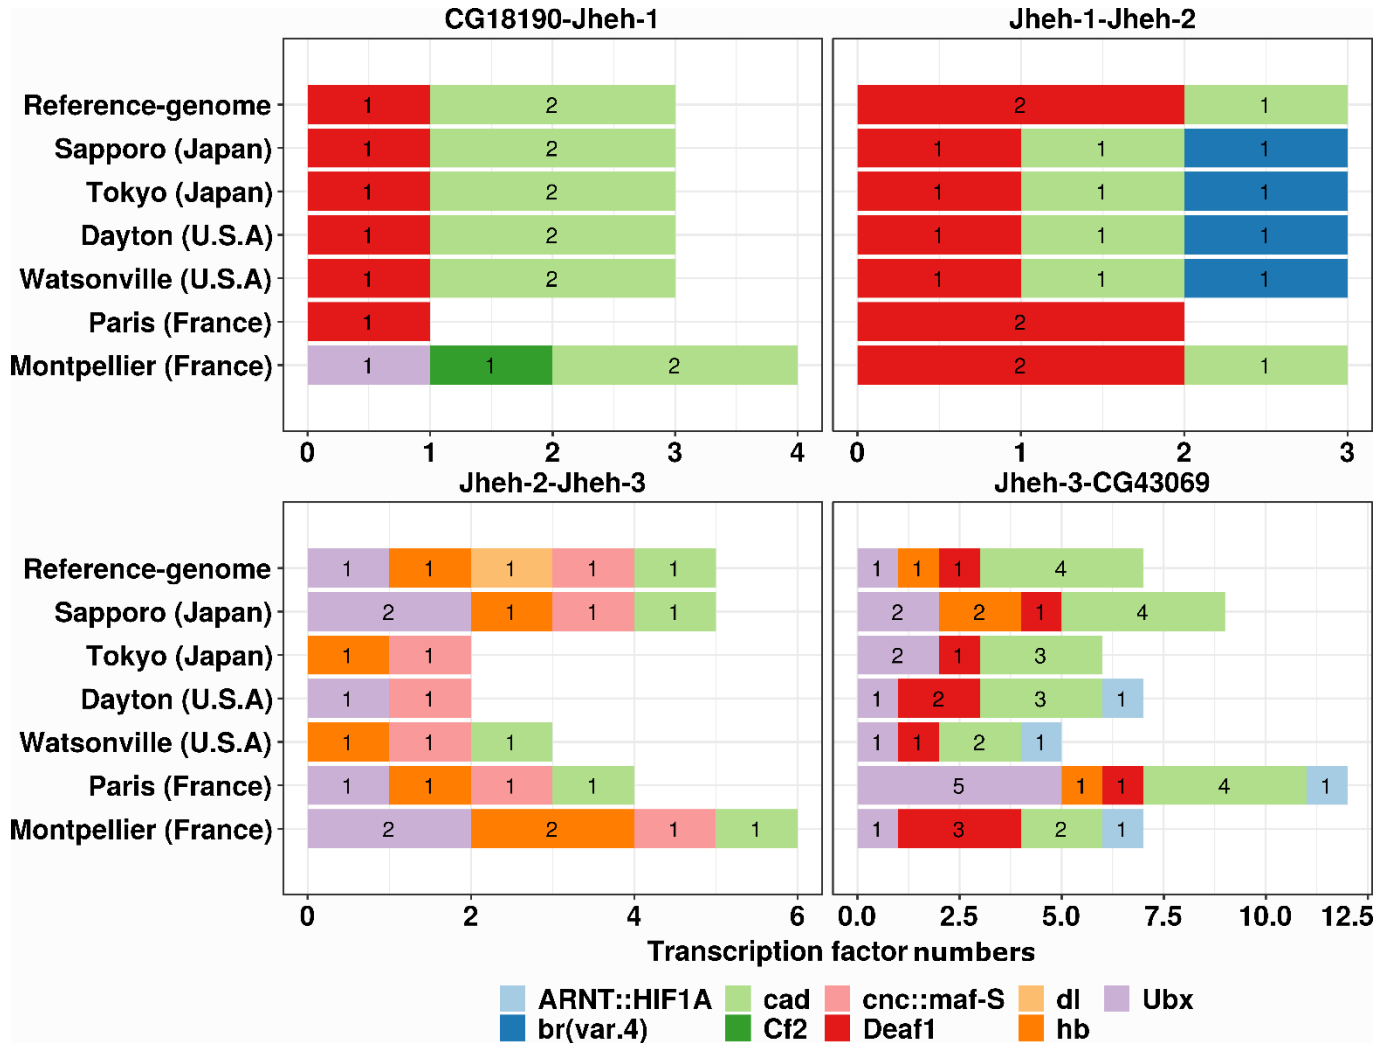 CG18190-Jheh-1 Jheh-1-Jheh-2
Reference-genome 1 2 2 1
Sapporo (Japan) 1 2 1 1 1
Tokyo (Japan) 1 2 1 1 1
Dayton (U.S.A) 1 2 1 1 1
Watsonville (U.S.A) 1 2 1 1 1
Paris (France) 1 2
Montpellier (France) 1 1 2 2 1
0 1 2 3 4 0 1 2 3
Jheh-2-Jheh-3 Jheh-3-CG43069
Reference-genome 1 1 1 1 1 1 1 1 4
Sapporo (Japan) 2 1 1 1 2 2 1 4
Tokyo (Japan) 1 1 2 1 3
Dayton (U.S.A) 1 1 1 2 3 1
Watsonville (U.S.A) 1 1 1 1 1 2 1
Paris (France) 1 1 1 1 5 1 1 4 1
Montpellier (France) 2 2 1 1 1 3 2 1
0 2 4 6 0.0 2.5 5.0 7.5 10.0 12.5
Transcription factor numbers
ARNT::HIF1A cad cnc::maf-S dl Ubx
br(var.4) Cf2 Deaf1 hb